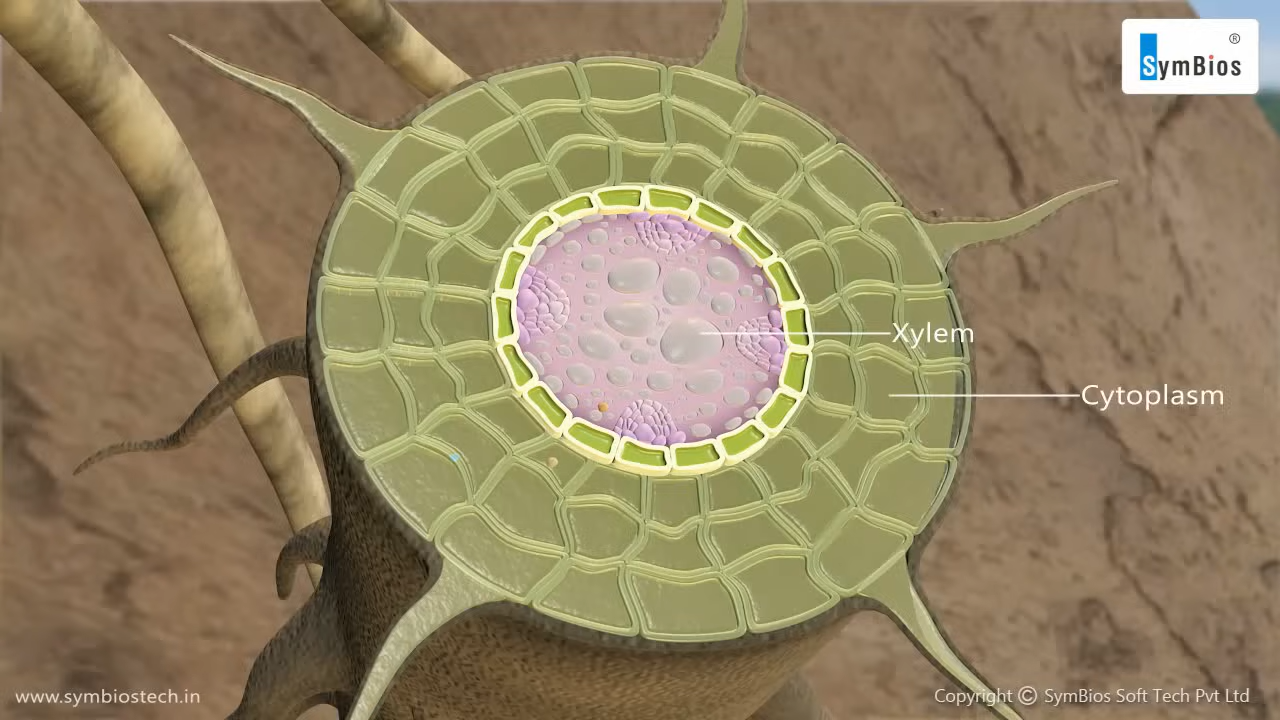 SymBios ®
Xylem
Cytoplasm
www.symbiostech.in
Copyright © SymBios Soft Tech Pvt Ltd